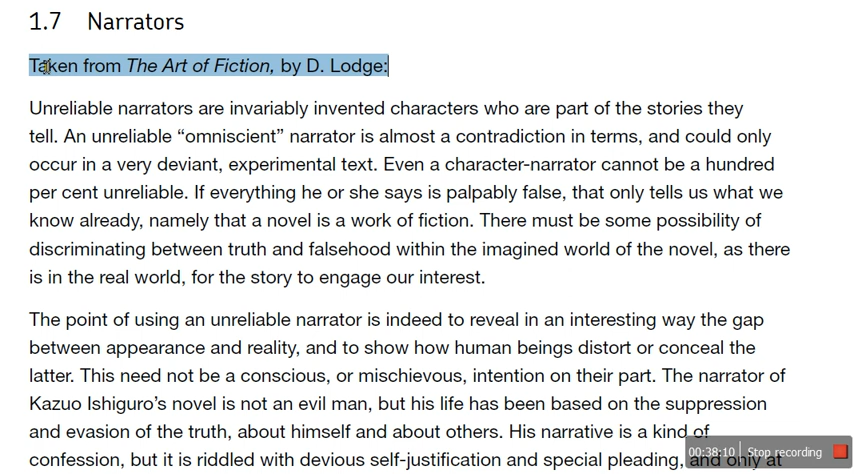 1.7 Narrators
Taken from The Art of Fiction, by D. Lodge:
Unreliable narrators are invariably invented characters who are part of the stories they
tell. An unreliable “omniscient” narrator is almost a contradiction in terms, and could only
occur in a very deviant, experimental text. Even a character-narrator cannot be a hundred
per cent unreliable. If everything he or she says is palpably false, that only tells us what we
know already, namely that a novel is a work of fiction. There must be some possibility of
discriminating between truth and falsehood within the imagined world of the novel, as there
is in the real world, for the story to engage our interest.
The point of using an unreliable narrator is indeed to reveal in an interesting way the gap
between appearance and reality, and to show how human beings distort or conceal the
latter. This need not be a conscious, or mischievous, intention on their part. The narrator of
Kazuo Ishiguro’s novel is not an evil man, but his life has been based on the suppression
and evasion of the truth, about himself and about others. His narrative is a kind of
confession, but it is riddled with devious self-justification and special pleading, and only at
00:38:10 Stop recording